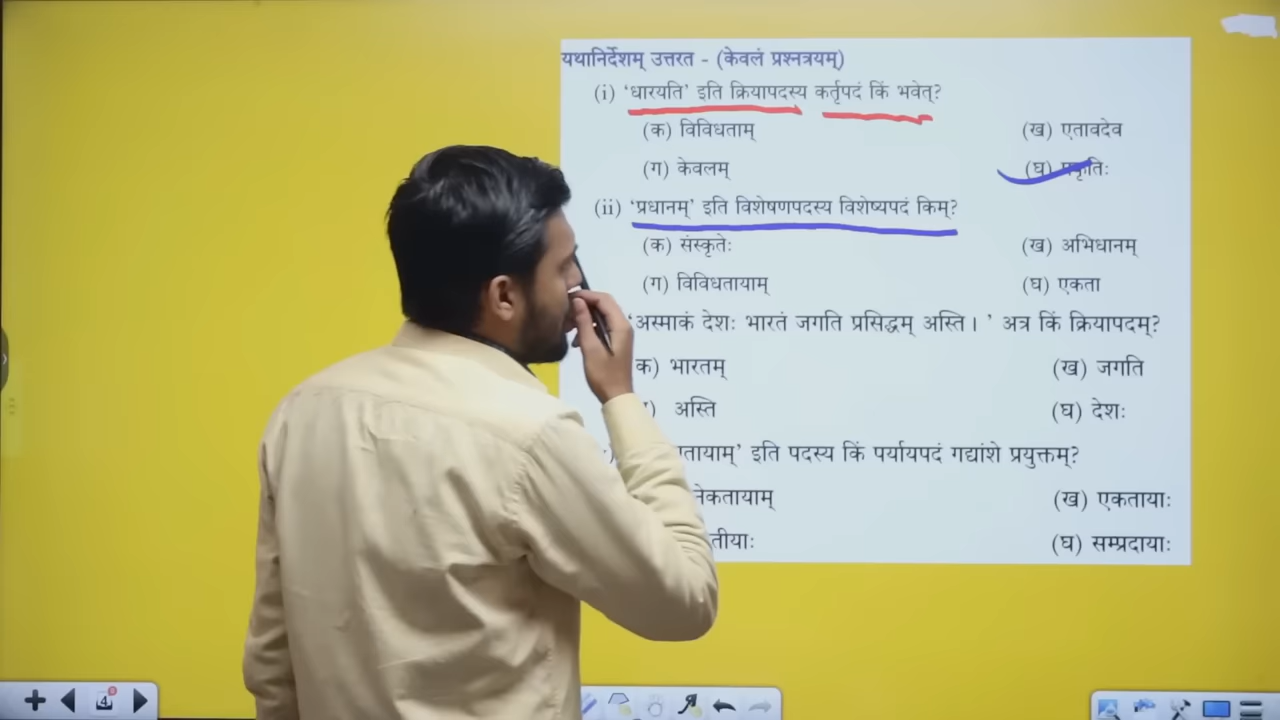 यथानिर्देशम् उत्तरत - (केवलं प्रश्नत्रयम्)
(i) ‘धारयति’ इति क्रियापदस्य कर्तृपदं किं भवेत्?
(क) विविधताम् (ख) एतावदेव
(ग) केवलम् (घ) प्रकृतिः
(ii) ‘प्रधानम्’ इति विशेषणपदस्य विशेष्यपदं किम्?
(क) संस्कृतेः (ख) अभिधानम्
(ग) विविधतायाम् (घ) एकता
‘अस्माकं देशः भारतं जगति प्रसिद्धम् अस्ति। ’ अत्र किं क्रियापदम्?
क) भारतम् (ख) जगति
) अस्ति (घ) देशः
तायाम्’ इति पदस्य किं पर्यायपदं गद्यांशे प्रयुक्तम्?
नेकतायाम् (ख) एकतायाः
तीयाः (घ) सम्प्रदायाः
4